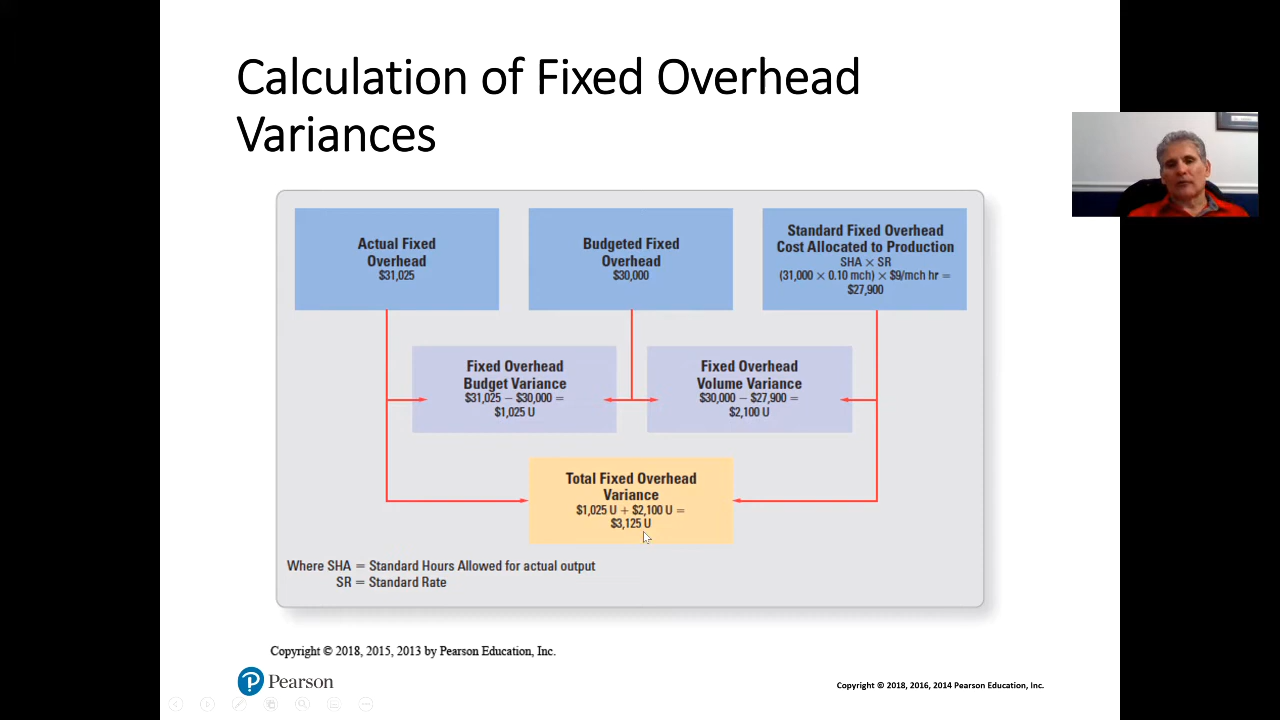 Calculation of Fixed Overhead
Variances
Actual Fixed
Overhead
$31,025
Budgeted Fixed
Overhead
$30,000
Standard Fixed Overhead
Cost Allocated to Production
SHA × SR
(31,000 × 0.10 mch) × $9/mch hr =
$27,900
Fixed Overhead
Budget Variance
$31,025 − $30,000 =
$1,025 U
Fixed Overhead
Volume Variance
$30,000 − $27,900 =
$2,100 U
Total Fixed Overhead
Variance
$1,025 U + $2,100 U =
$3,125 U
Where SHA = Standard Hours Allowed for actual output
SR = Standard Rate
Copyright © 2018, 2015, 2013 by Pearson Education, Inc.
P Pearson
Copyright © 2018, 2016, 2014 Pearson Education, Inc.